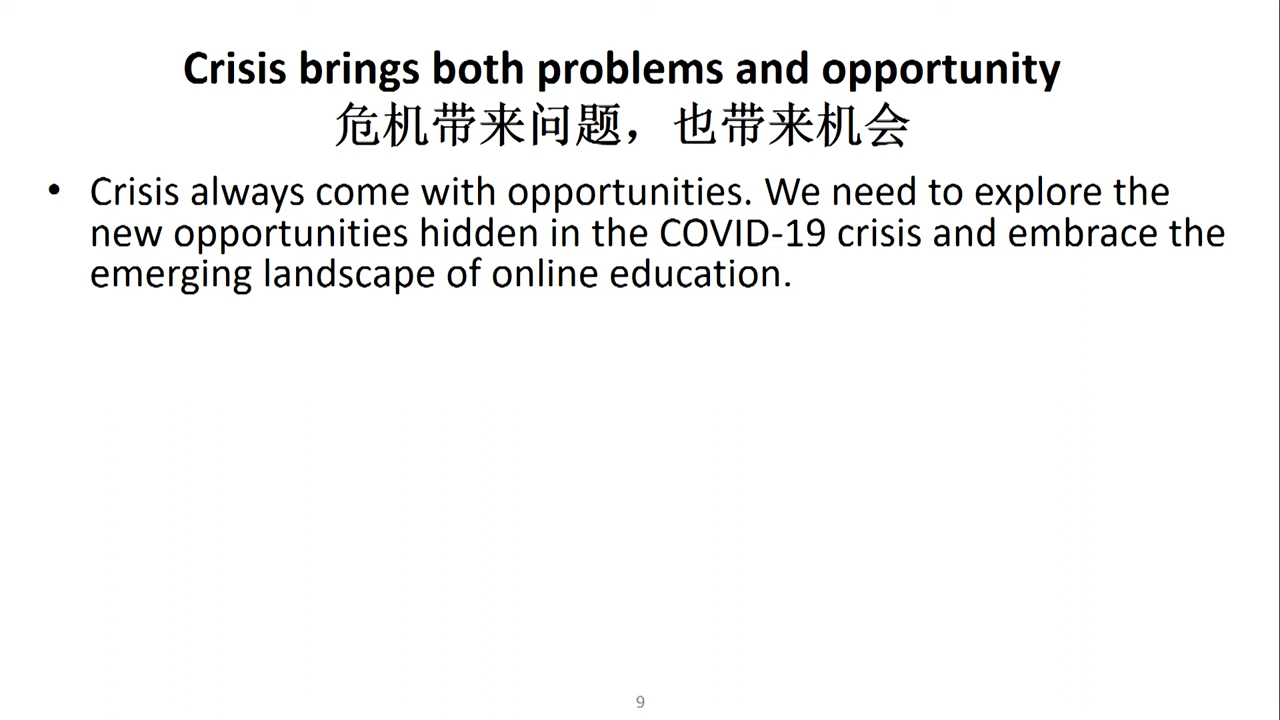 Crisis brings both problems and opportunity
危机带来问题，也带来机会
• Crisis always come with opportunities. We need to explore the
new opportunities hidden in the COVID-19 crisis and embrace the
emerging landscape of online education.
9